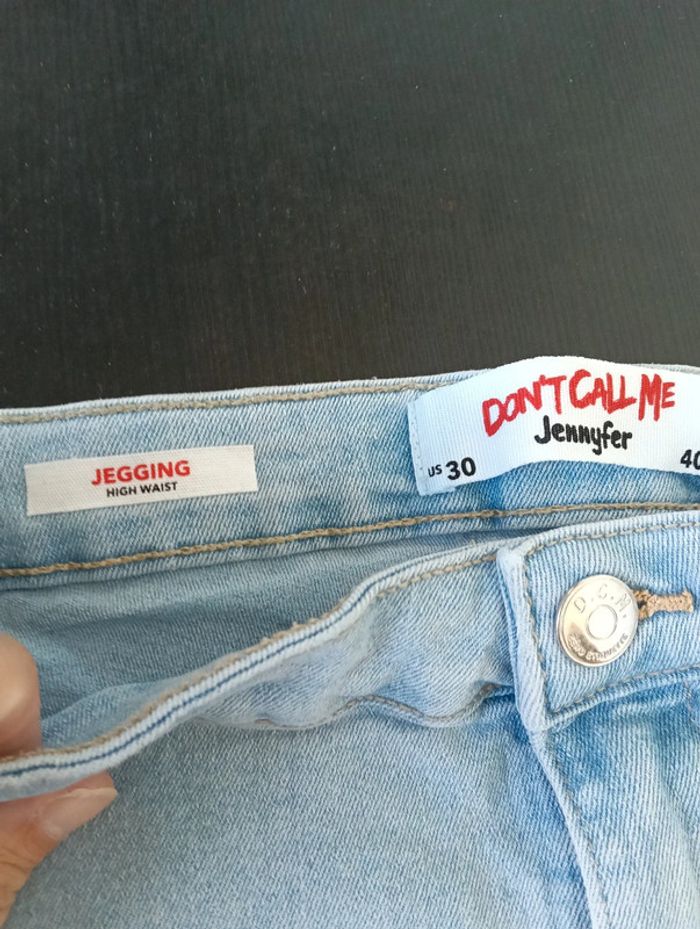 DON'T CALL ME
Jennyfer
US 30
40
JEGGING
HIGH WAIST
D.C.M.